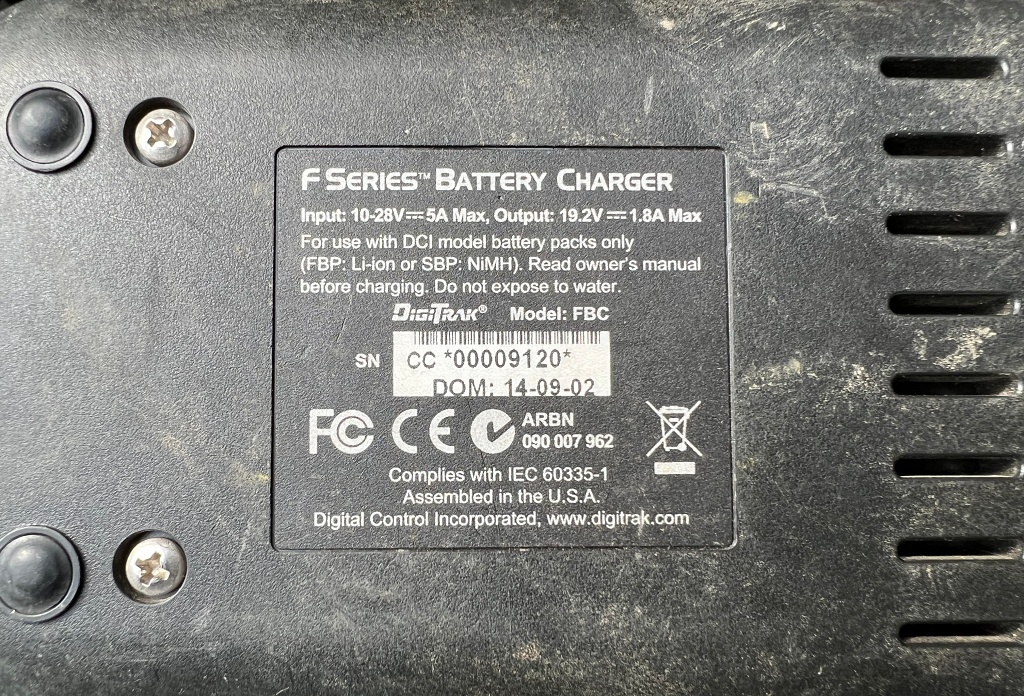 F SERIES™ BATTERY CHARGER
Input: 10-28V⎓5A Max, Output: 19.2V⎓1.8A Max
For use with DCI model battery packs only
(FBP: Li-ion or SBP: NiMH). Read owner's manual
before charging. Do not expose to water.
DIGITRAK® Model: FBC
SN CC *00009120*
DOM: 14-09-02
FC CE ARBN
090 007 962
Complies with IEC 60335-1
Assembled in the U.S.A.
Digital Control Incorporated, www.digitrak.com